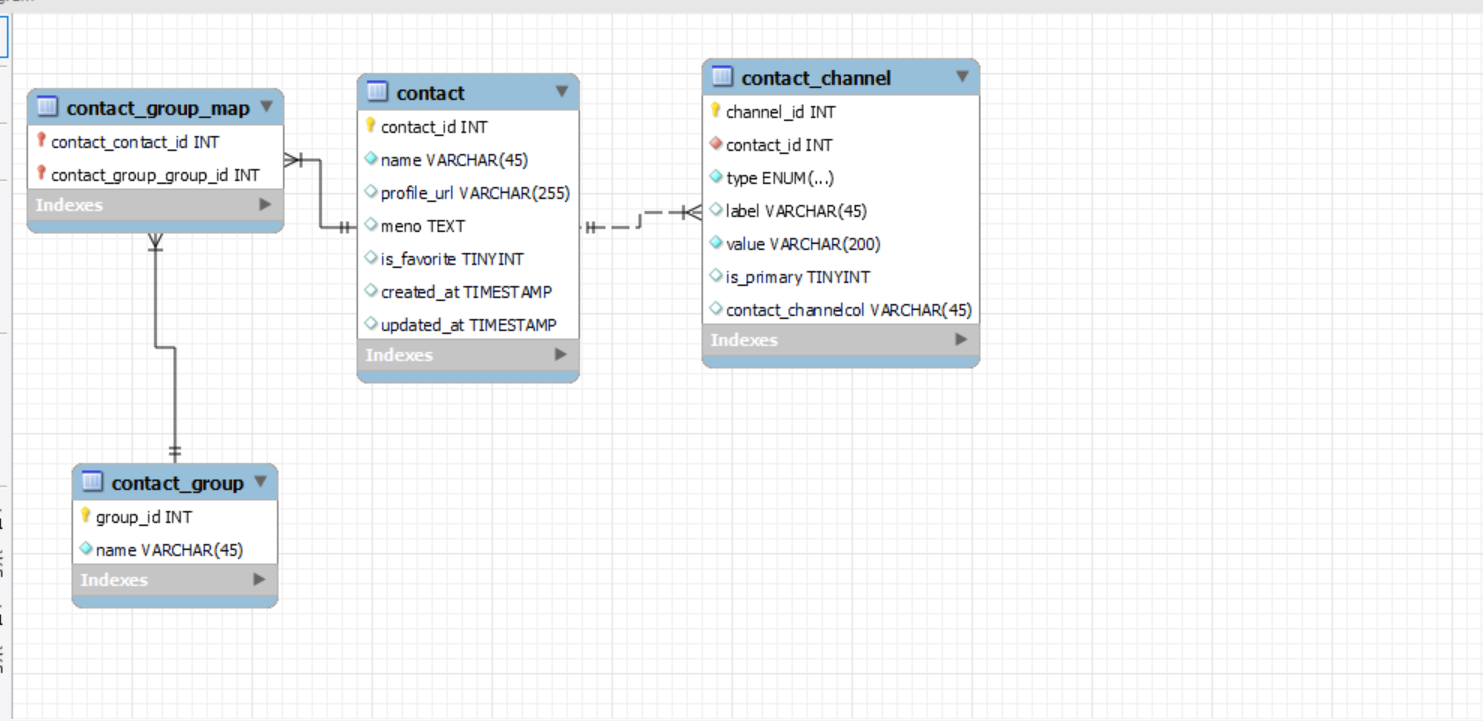 contact_group_map
contact_contact_id INT
contact_group_group_id INT
Indexes
contact
contact_id INT
name VARCHAR(45)
profile_url VARCHAR(255)
meno TEXT
is_favorite TINYINT
created_at TIMESTAMP
updated_at TIMESTAMP
Indexes
contact_channel
channel_id INT
contact_id INT
type ENUM(...)
label VARCHAR(45)
value VARCHAR(200)
is_primary TINYINT
contact_channelcol VARCHAR(45)
Indexes
contact_group
group_id INT
name VARCHAR(45)
Indexes